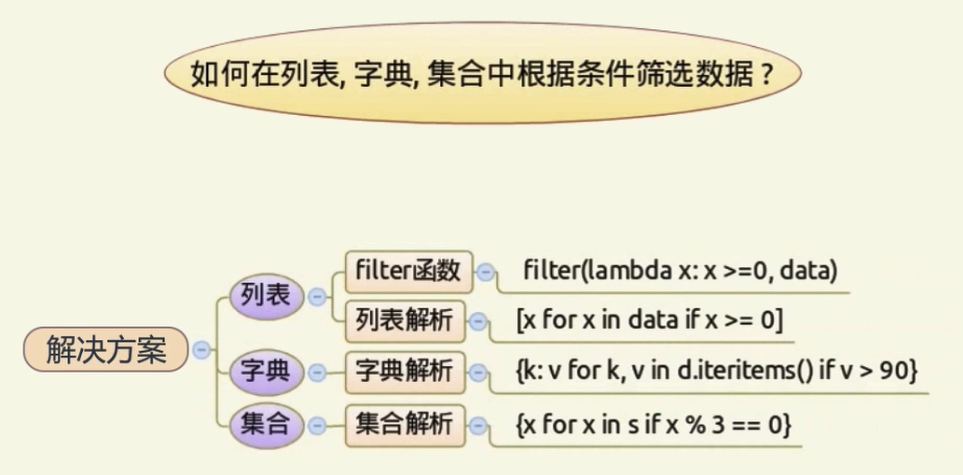 如何在列表, 字典, 集合中根据条件筛选数据？
解决方案
列表
filter函数
filter(lambda x: x >=0, data)
列表解析
[x for x in data if x >= 0]
字典
字典解析
{k: v for k, v in d.iteritems() if v > 90}
集合
集合解析
{x for x in s if x % 3 == 0}